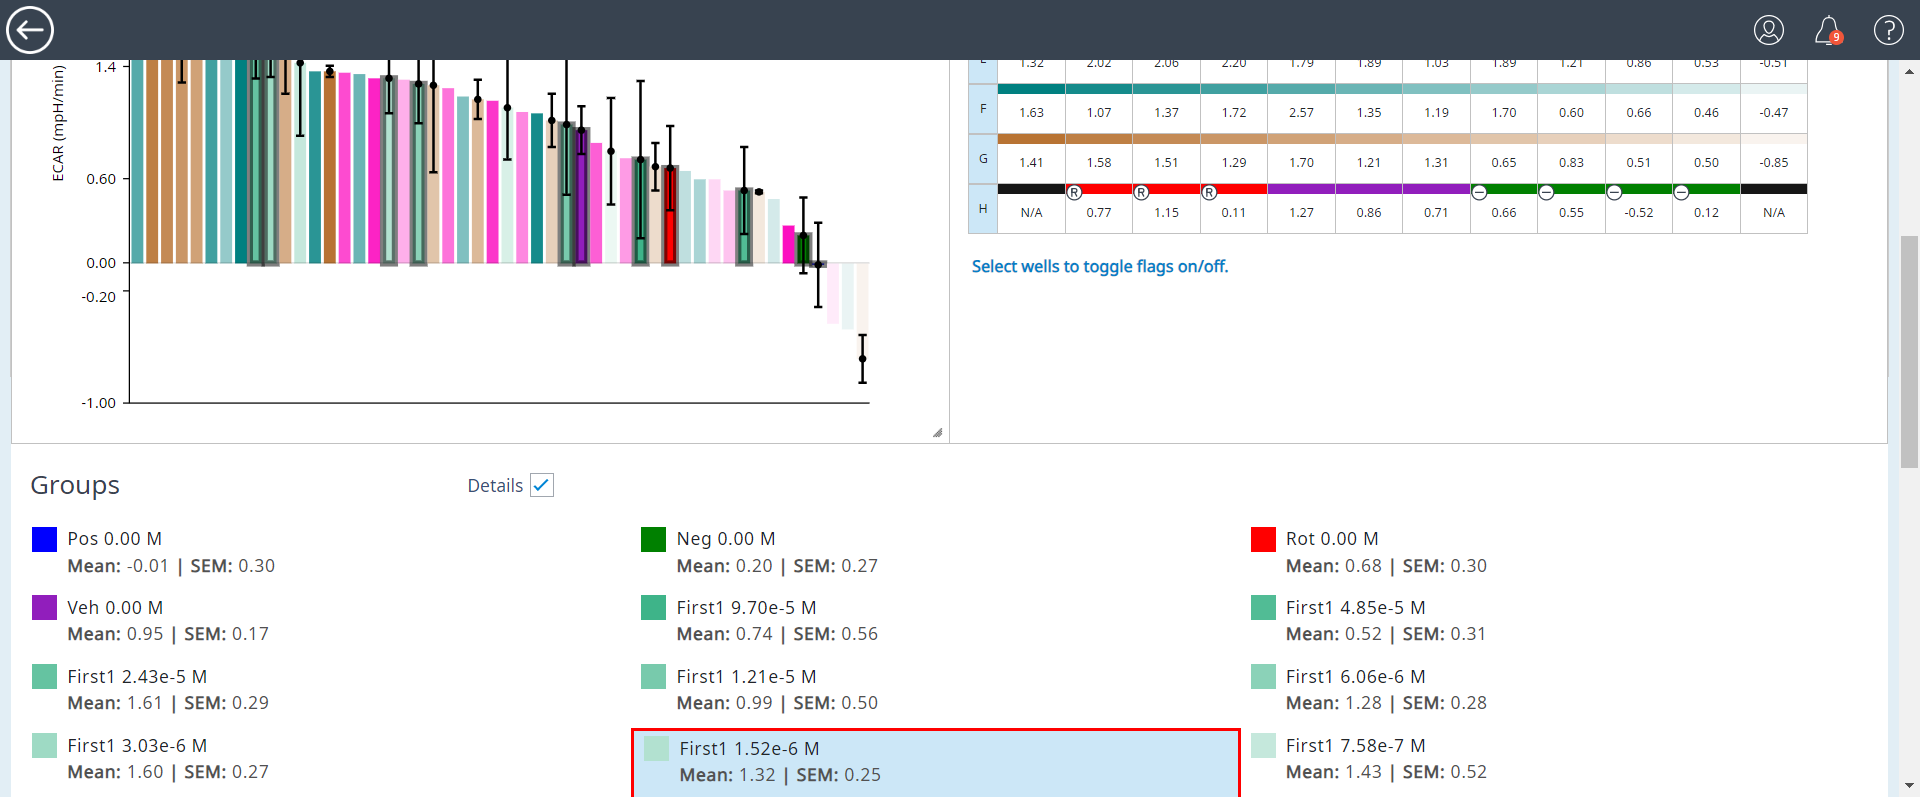 9
ECAR (mpH/min)
1.4
0.60
0.00
-0.20
-1.00
1.32 2.02 2.06 2.20 1.79 1.89 1.03 1.89 1.21 0.86 0.53 -0.51
F 1.63 1.07 1.37 1.72 2.57 1.35 1.19 1.70 0.60 0.66 0.46 -0.47
G 1.41 1.58 1.51 1.29 1.70 1.21 1.31 0.65 0.83 0.51 0.50 -0.85
R R R
H N/A 0.77 1.15 0.11 1.27 0.86 0.71 0.66 0.55 -0.52 0.12 N/A
Select wells to toggle flags on/off.
Groups Details
Pos 0.00 M
Mean: -0.01 | SEM: 0.30
Neg 0.00 M
Mean: 0.20 | SEM: 0.27
Rot 0.00 M
Mean: 0.68 | SEM: 0.30
Veh 0.00 M
Mean: 0.95 | SEM: 0.17
First1 9.70e-5 M
Mean: 0.74 | SEM: 0.56
First1 4.85e-5 M
Mean: 0.52 | SEM: 0.31
First1 2.43e-5 M
Mean: 1.61 | SEM: 0.29
First1 1.21e-5 M
Mean: 0.99 | SEM: 0.50
First1 6.06e-6 M
Mean: 1.28 | SEM: 0.28
First1 3.03e-6 M
Mean: 1.60 | SEM: 0.27
First1 1.52e-6 M
Mean: 1.32 | SEM: 0.25
First1 7.58e-7 M
Mean: 1.43 | SEM: 0.52